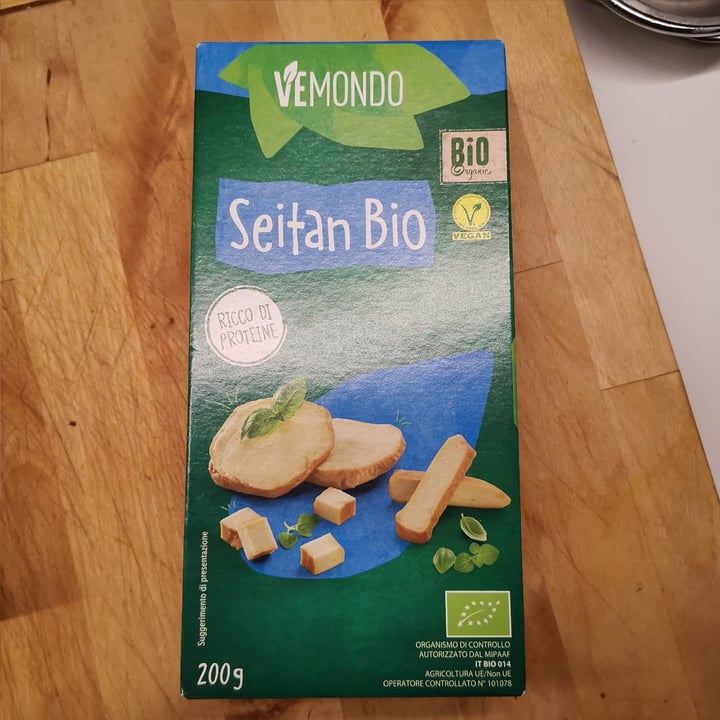 VEMONDO
BiO
Organic
Seitan Bio
V
VEGAN
RICCO DI
PROTEINE
Suggerimento di presentazione
200g
ORGANISMO DI CONTROLLO
AUTORIZZATO DAL MIPAAF
IT BIO 014
AGRICOLTURA UE/Non UE
OPERATORE CONTROLLATO N° 101078